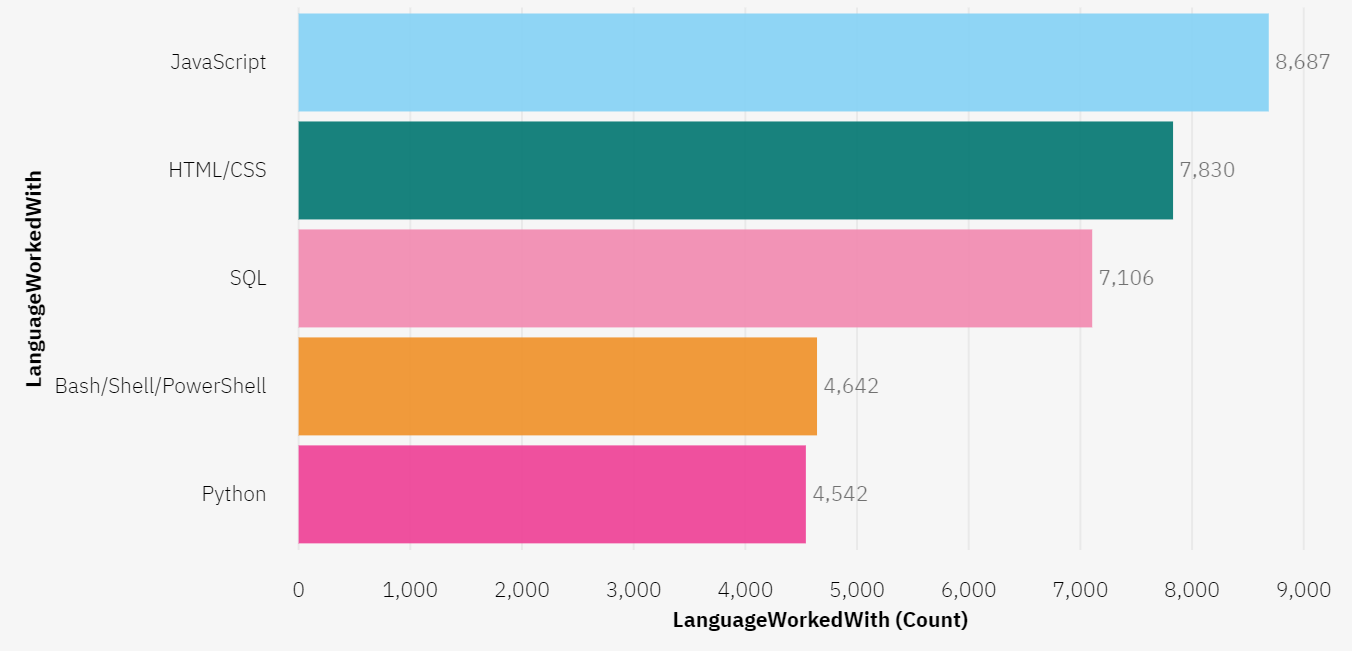 LanguageWorkedWith
JavaScript 8,687
HTML/CSS 7,830
SQL 7,106
Bash/Shell/PowerShell 4,642
Python 4,542
0 1,000 2,000 3,000 4,000 5,000 6,000 7,000 8,000 9,000
LanguageWorkedWith (Count)